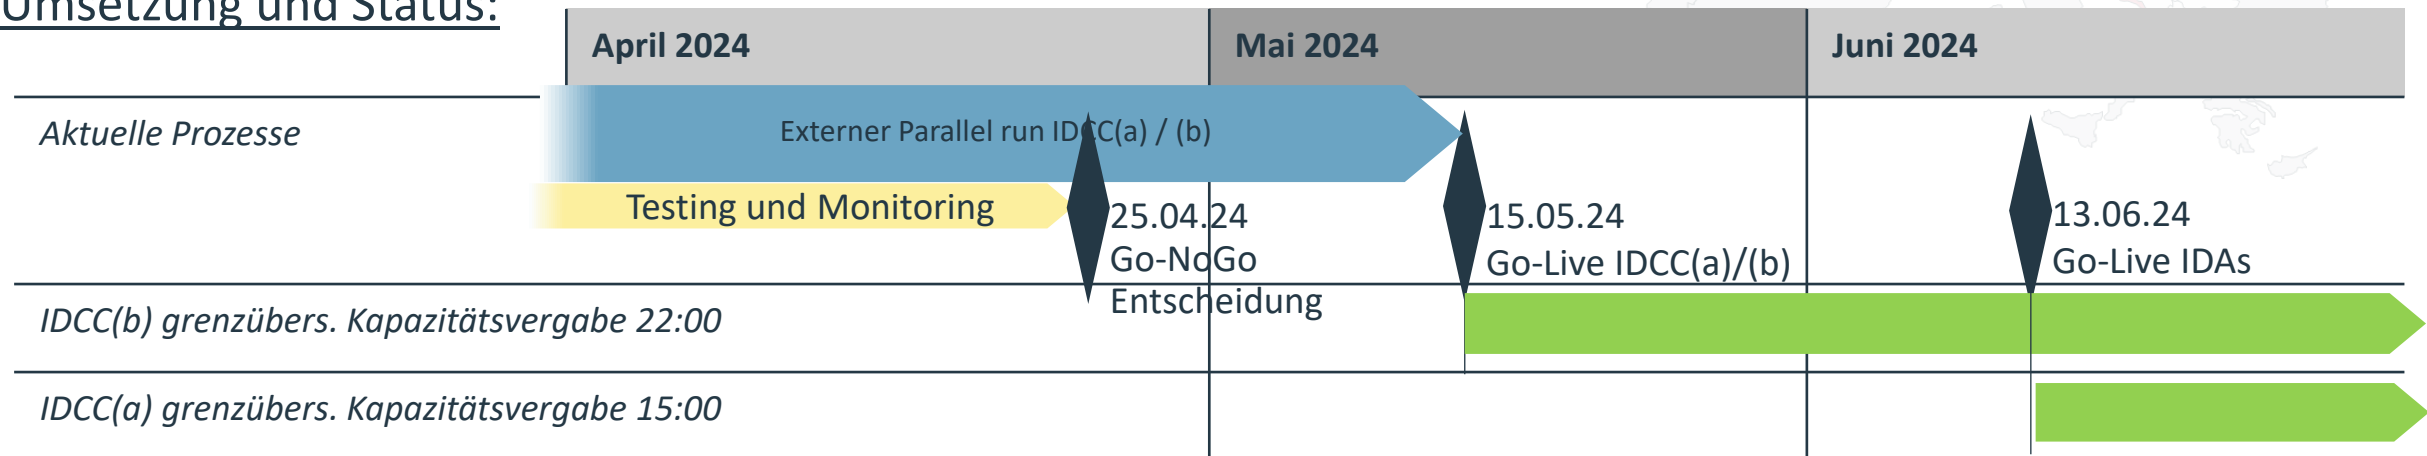 Umsetzung und Status:
April 2024
Mai 2024
Juni 2024
Aktuelle Prozesse
Externer Parallel run IDCC(a) / (b)
Testing und Monitoring
25.04.24
Go-NoGo
Entscheidung
15.05.24
Go-Live IDCC(a)/(b)
13.06.24
Go-Live IDAs
IDCC(b) grenzübers. Kapazitätsvergabe 22:00
IDCC(a) grenzübers. Kapazitätsvergabe 15:00